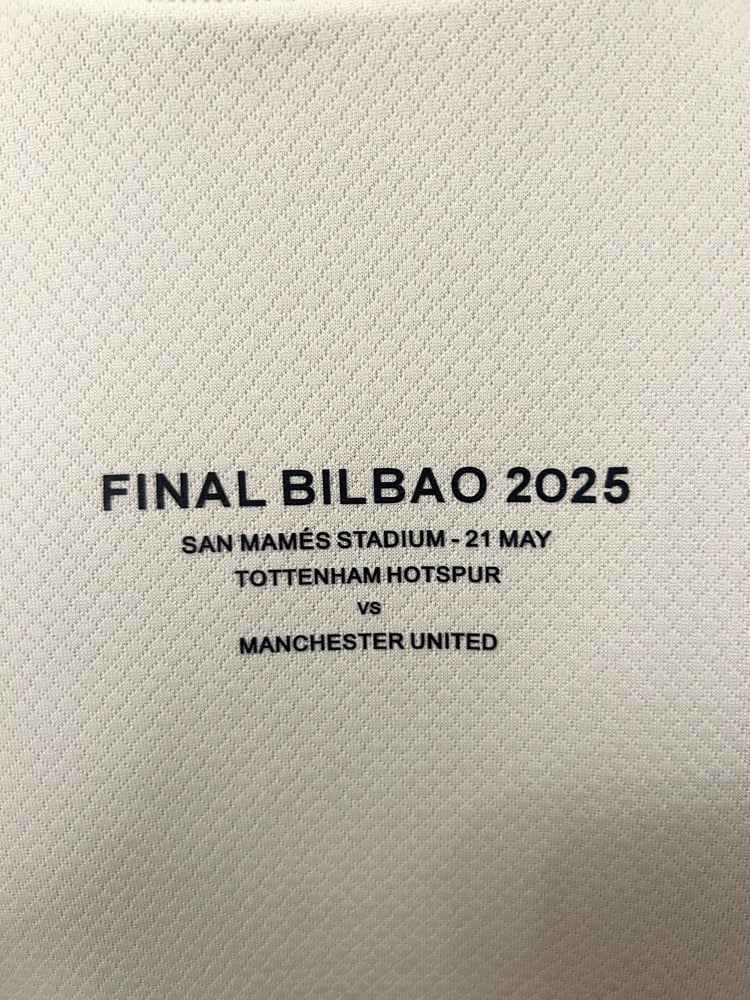 FINAL BILBAO 2025
SAN MAMÉS STADIUM - 21 MAY
TOTTENHAM HOTSPUR
VS
MANCHESTER UNITED